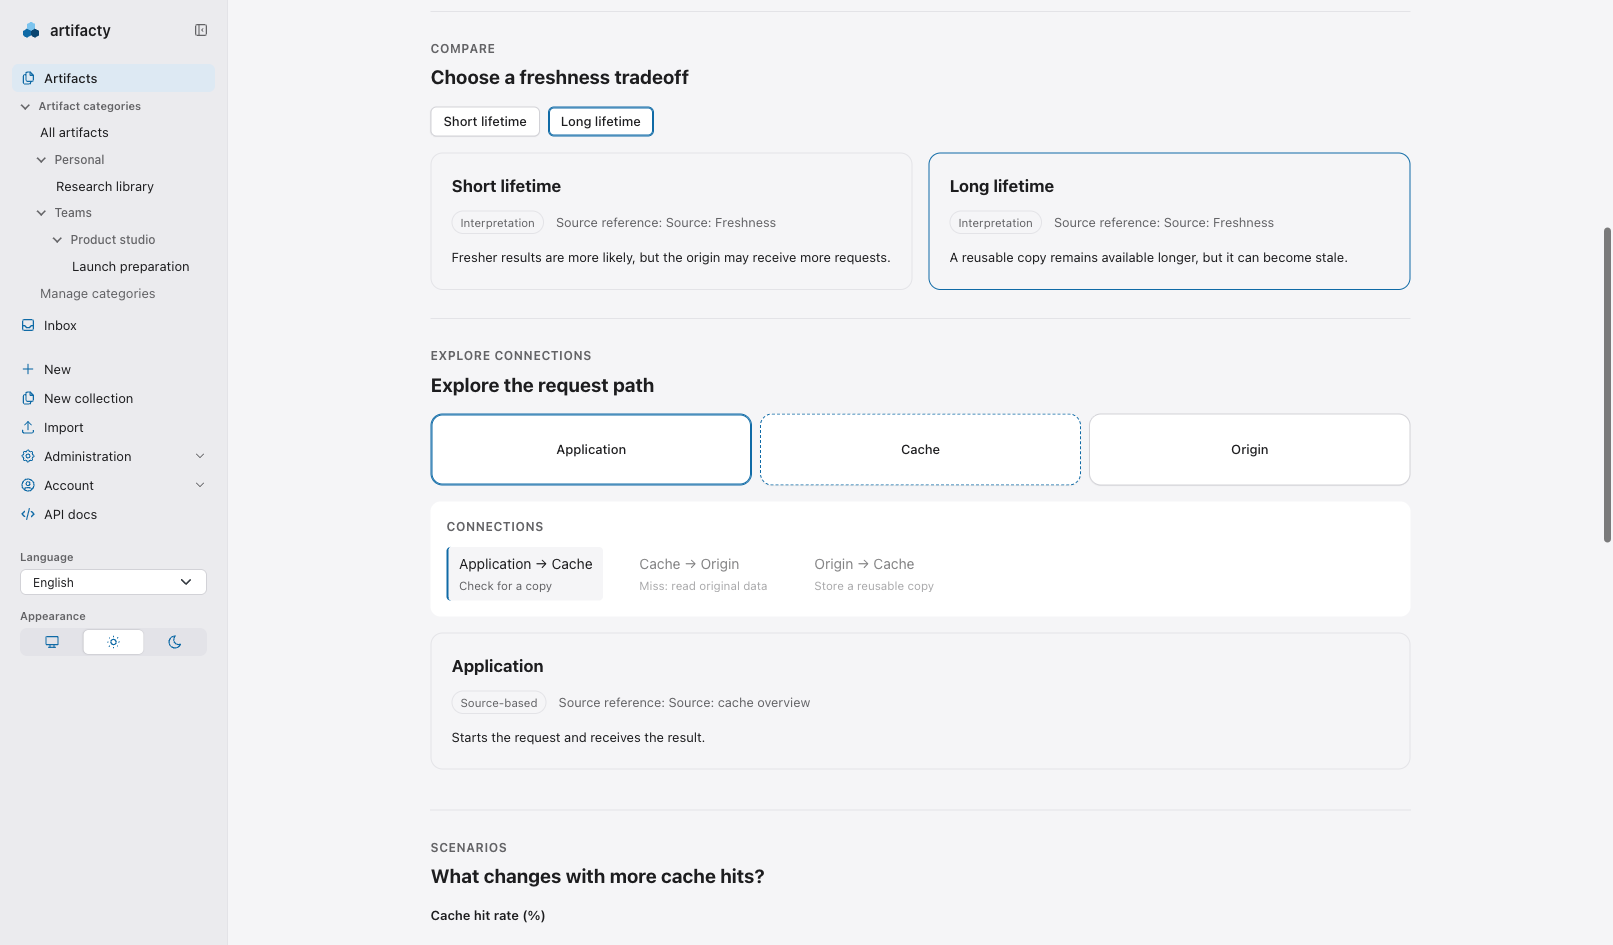 artifacty
Artifacts
Artifact categories
All artifacts
Personal
Research library
Teams
Product studio
Launch preparation
Manage categories
Inbox
New
New collection
Import
Administration
Account
API docs
Language
English
Appearance
COMPARE
Choose a freshness tradeoff
Short lifetime
Long lifetime
Short lifetime
Interpretation
Source reference: Source: Freshness
Fresher results are more likely, but the origin may receive more requests.
Long lifetime
Interpretation
Source reference: Source: Freshness
A reusable copy remains available longer, but it can become stale.
EXPLORE CONNECTIONS
Explore the request path
Application
Cache
Origin
CONNECTIONS
Application → Cache
Check for a copy
Cache → Origin
Miss: read original data
Origin → Cache
Store a reusable copy
Application
Source-based
Source reference: Source: cache overview
Starts the request and receives the result.
SCENARIOS
What changes with more cache hits?
Cache hit rate (%)